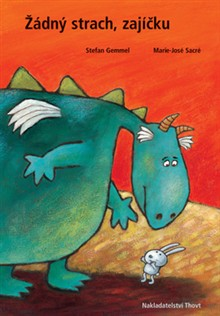 Žádný strach, zajíčku
Stefan Gemmel Marie-José Sacré
Nakladatelství Thovt